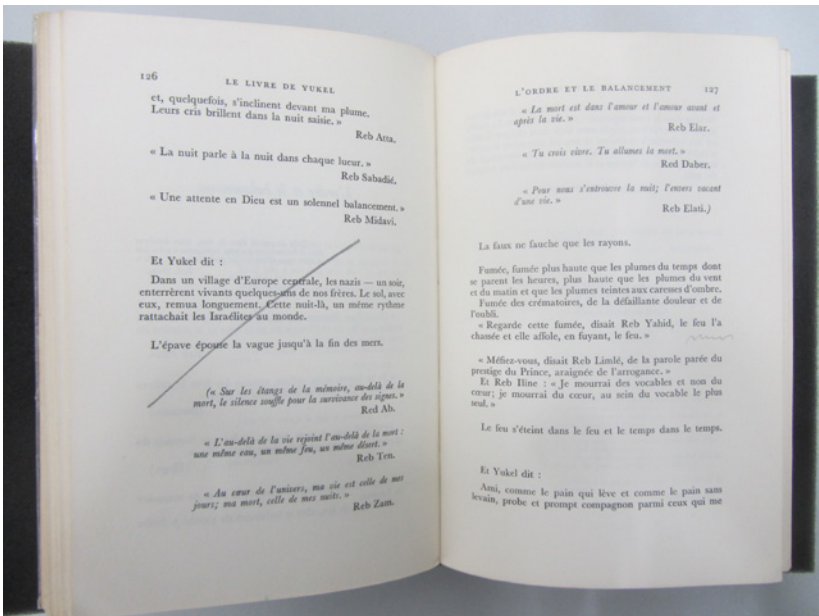 126
LE LIVRE DE YUKEL
et, quelquefois, s'inclinent devant ma plume.
Leurs cris brillent dans la nuit saisie. »
Reb Atta.
« La nuit parle à la nuit dans chaque lueur. »
Reb Sabadié.
« Une attente en Dieu est un solennel balancement. »
Reb Midavi.
Et Yukel dit :
Dans un village d'Europe centrale, les nazis — un soir,
enterrèrent vivants quelques-uns de nos frères. Le sol, avec
eux, remua longuement. Cette nuit-là, un même rythme
rattachait les Israélites au monde.
L'épave épouse la vague jusqu'à la fin des mers.
(« Sur les étangs de la mémoire, au-delà de la
mort, le silence souffle pour la survivance des signes. »
Red Ab.
« L'au-delà de la vie rejoint l'au-delà de la mort :
une même eau, un même feu, un même désert. »
Reb Ten.
« Au cœur de l'univers, ma vie est celle de mes
jours; ma mort, celle de mes nuits. »
Reb Zam.
L'ORDRE ET LE BALANCEMENT 127
« La mort est dans l'amour et l'amour avant et
après la vie. »
Reb Elar.
« Tu crois vivre. Tu allumes la mort. »
Red Daber.
« Pour nous s'entrouvre la nuit; l'envers vacant
d'une vie. »
Reb Elati.)
La faux ne fauche que les rayons.
Fumée, fumée plus haute que les plumes du temps dont
se parent les heures, plus haute que les plumes du vent
et du matin et que les plumes teintes aux caresses d'ombre.
Fumée des crématoires, de la défaillante douleur et de
l'oubli.
« Regarde cette fumée, disait Reb Yahid, le feu l'a
chassée et elle affole, en fuyant, le feu. »
« Méfiez-vous, disait Reb Limlé, de la parole parée du
prestige du Prince, araignée de l'arrogance. »
Et Reb Iline : « Je mourrai des vocables et non du
cœur; je mourrai du cœur, au sein du vocable le plus
seul. »
Le feu s'éteint dans le feu et le temps dans le temps.
Et Yukel dit :
Ami, comme le pain qui lève et comme le pain sans
levain, probe et prompt compagnon parmi ceux qui me